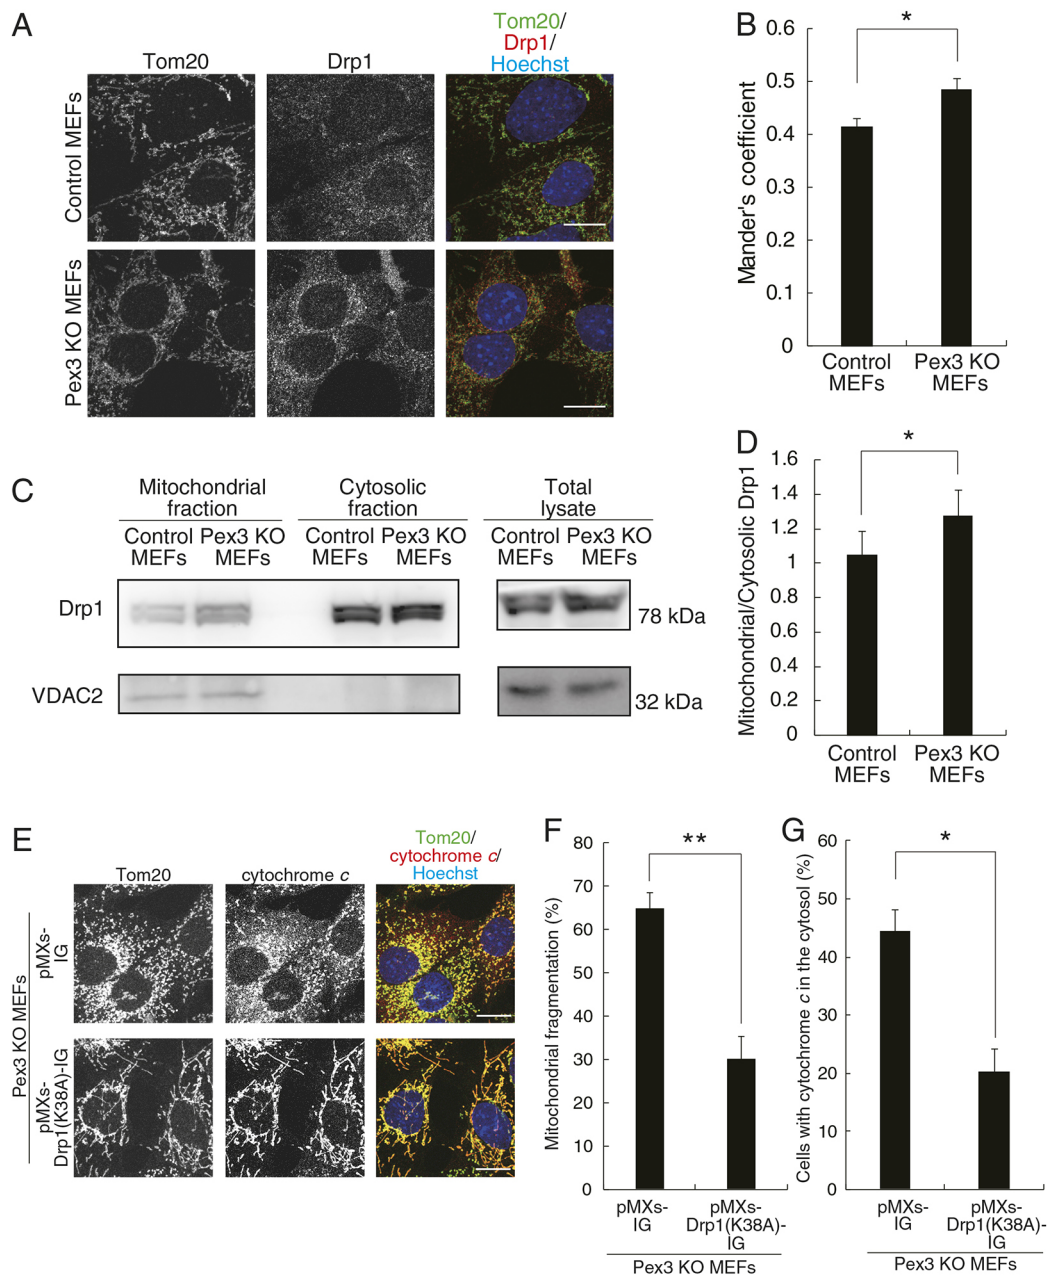 A
Tom20
Drp1
Tom20/
Drp1/
Hoechst
Control MEFs
Pex3 KO MEFs
B
Mander's coefficient
0.6
0.5
0.4
0.3
0.2
0.1
0
*
Control
MEFs
Pex3 KO
MEFs
C
Mitochondrial
fraction
Cytosolic
fraction
Total
lysate
Control
MEFs
Pex3 KO
MEFs
Control
MEFs
Pex3 KO
MEFs
Control
MEFs
Pex3 KO
MEFs
Drp1
78 kDa
VDAC2
32 kDa
D
Mitochondrial/Cytosolic Drp1
1.6
1.4
1.2
1
0.8
0.6
0.4
0.2
0
*
Control
MEFs
Pex3 KO
MEFs
E
Tom20
cytochrome c
Tom20/
cytochrome c/
Hoechst
Pex3 KO MEFs
pMXs-
IG
pMXs-
Drp1(K38A)-IG
F
Mitochondrial fragmentation (%)
80
70
60
50
40
30
20
10
0
**
pMXs-
IG
pMXs-
Drp1(K38A)-
IG
Pex3 KO MEFs
G
Cells with cytochrome c in the cytosol (%)
60
50
40
30
20
10
0
*
pMXs-
IG
pMXs-
Drp1(K38A)-
IG
Pex3 KO MEFs